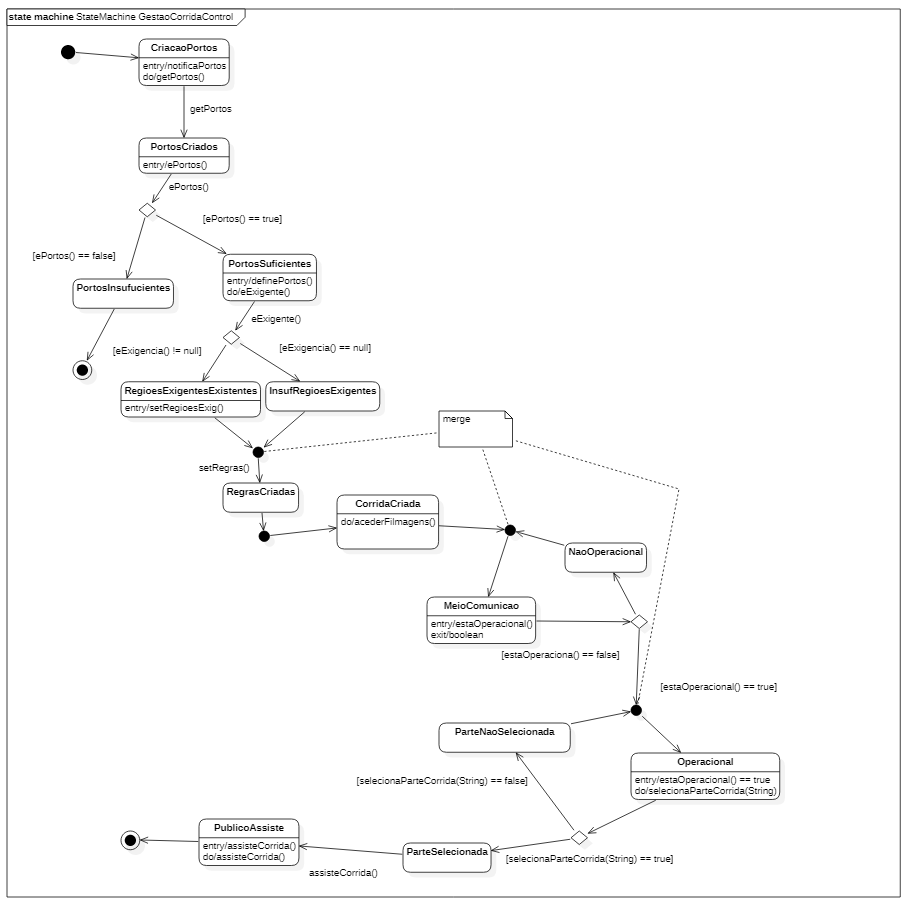 state machine StateMachine GestaoCorridaControl
CriacaoPortos
entry/notificaPortos
do/getPortos()
getPortos
PortosCriados
entry/ePortos()
ePortos()
[ePortos() == true]
[ePortos() == false]
PortosSuficientes
entry/definePortos()
do/eExigente()
PortosInsufucientes
eExigente()
[eExigencia() != null]
[eExigencia() == null]
RegioesExigentesExistentes
entry/setRegioesExig()
InsufRegioesExigentes
merge
setRegras()
RegrasCriadas
CorridaCriada
do/acederFilmagens()
NaoOperacional
MeioComunicao
entry/estaOperacional()
exit/boolean
[estaOperaciona() == false]
[estaOperacional() == true]
ParteNaoSelecionada
Operacional
entry/estaOperacional() == true
do/selecionaParteCorrida(String)
[selecionaParteCorrida(String) == false]
PublicoAssiste
entry/assisteCorrida()
do/assisteCorrida()
ParteSelecionada
[selecionaParteCorrida(String) == true]
assisteCorrida()